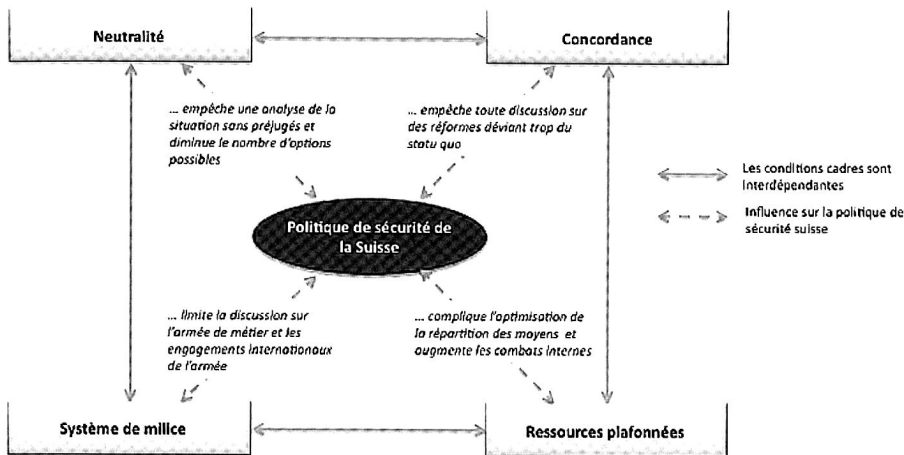 Neutralité
Concordance
... empêche une analyse de la
situation sans préjugés et
diminue le nombre d'options
possibles
... empêche toute discussion sur
des réformes déviant trop du
statu quo
Les conditions cadres sont
interdépendantes
Influence sur la politique de
sécurité suisse
Politique de sécurité de
la Suisse
... limite la discussion sur
l'armée de métier et les
engagements internationaux
de l'armée
... complique l'optimisation de
la répartition des moyens et
augmente les combats internes
Système de milice
Ressources plafonnées